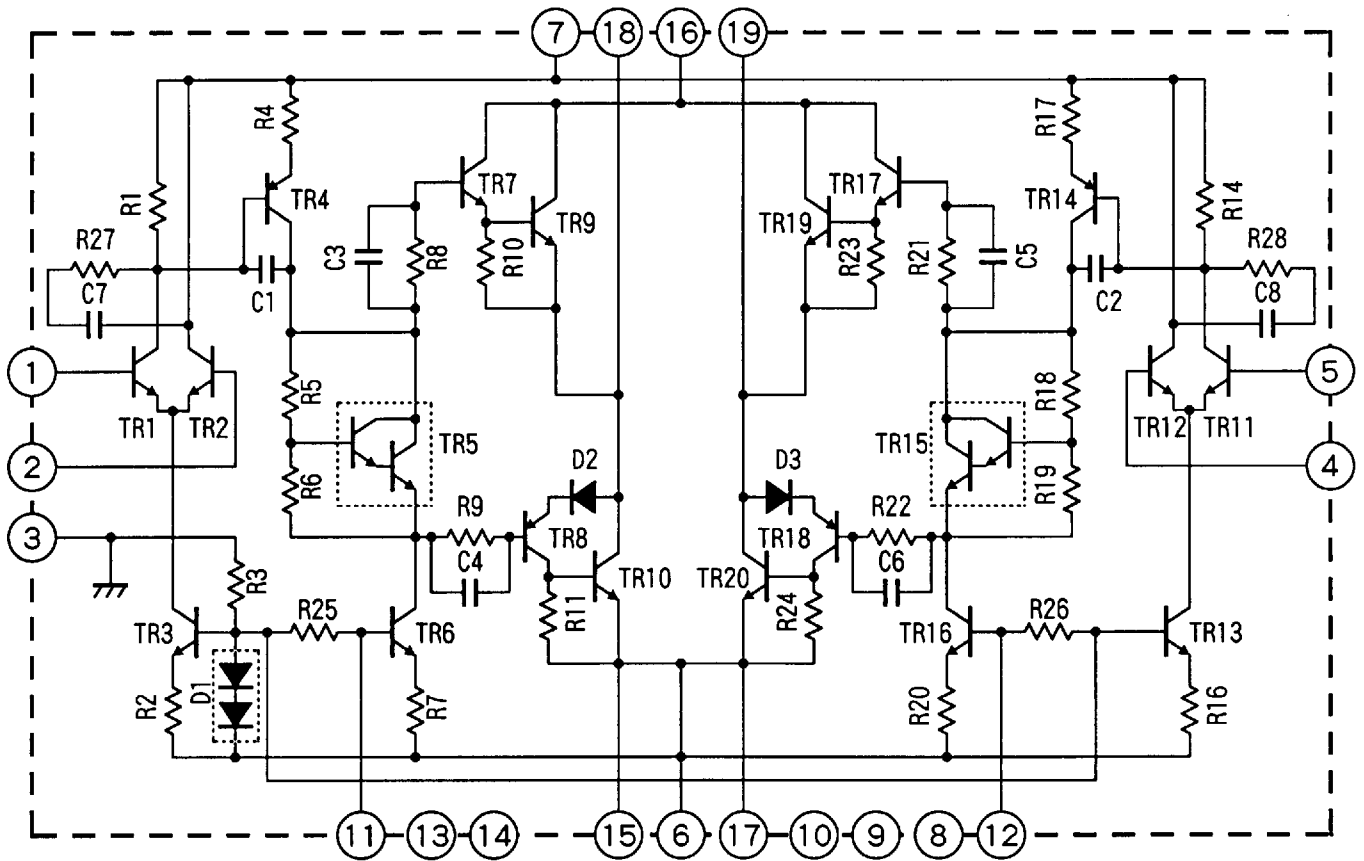 7 18 16 19
R4 R17
R1 TR4 TR7 TR9 TR17 TR19 TR14 R14
R27 C3 R8 R10 R23 R21 C5 R28
C7 C1 C2 C8
1 5
TR1 TR2 R5 R18 TR12 TR11
TR5 TR15
2 D2 D3 4
R6 R19
R9 R22
3 TR8 TR18
C4 C6
R3 TR10 TR20
R25 R11 R24 R26
TR3 TR6 TR16 TR13
R2 D1 R7 R20 R16
11 13 14 15 6 17 10 9 8 12